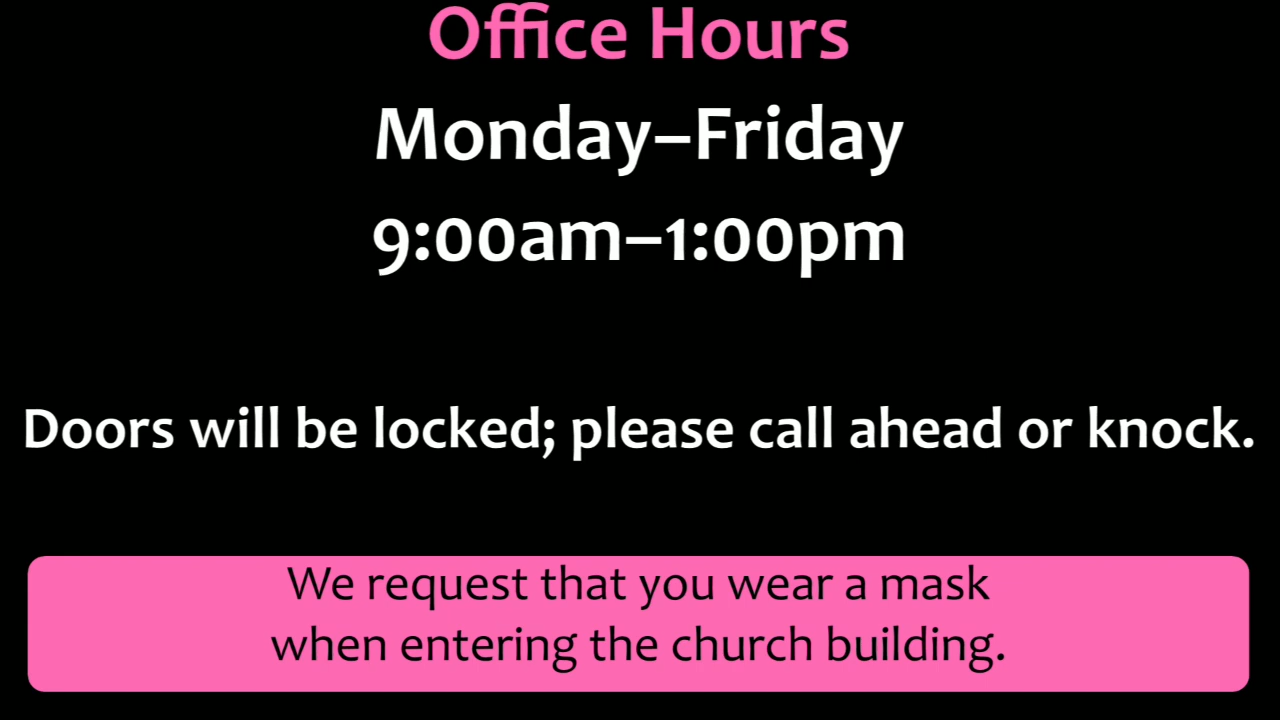 Office Hours
Monday–Friday
9:00am–1:00pm
Doors will be locked; please call ahead or knock.
We request that you wear a mask
when entering the church building.